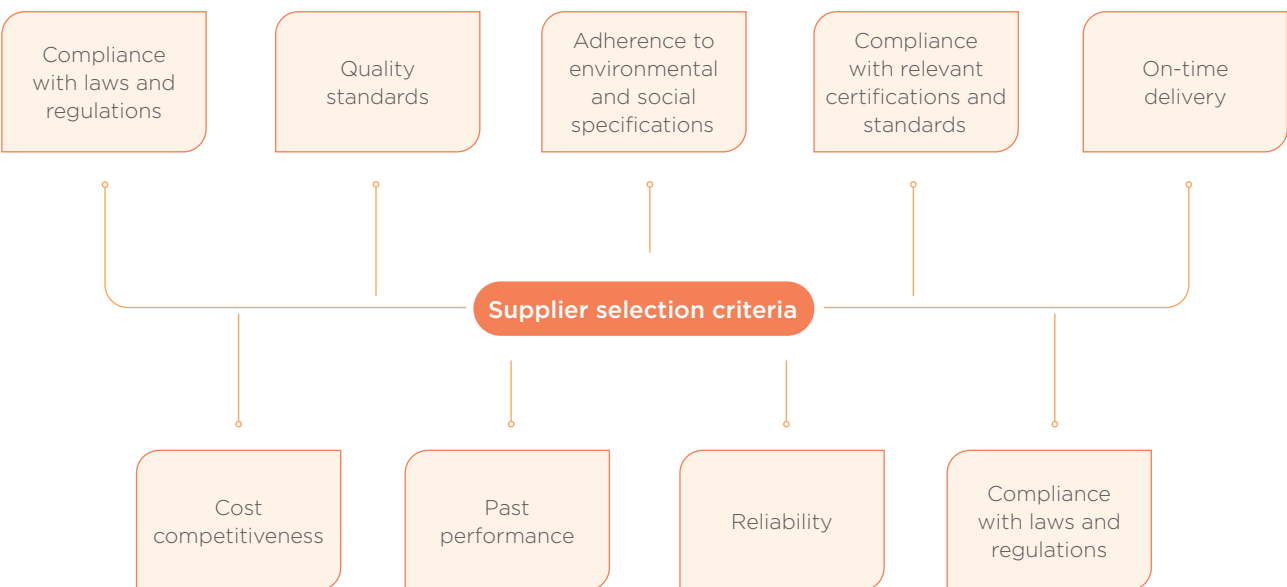 Compliance
with laws and
regulations
Quality
standards
Adherence to
environmental
and social
specifications
Compliance
with relevant
certifications and
standards
On-time
delivery
Supplier selection criteria
Cost
competitiveness
Past
performance
Reliability
Compliance
with laws and
regulations